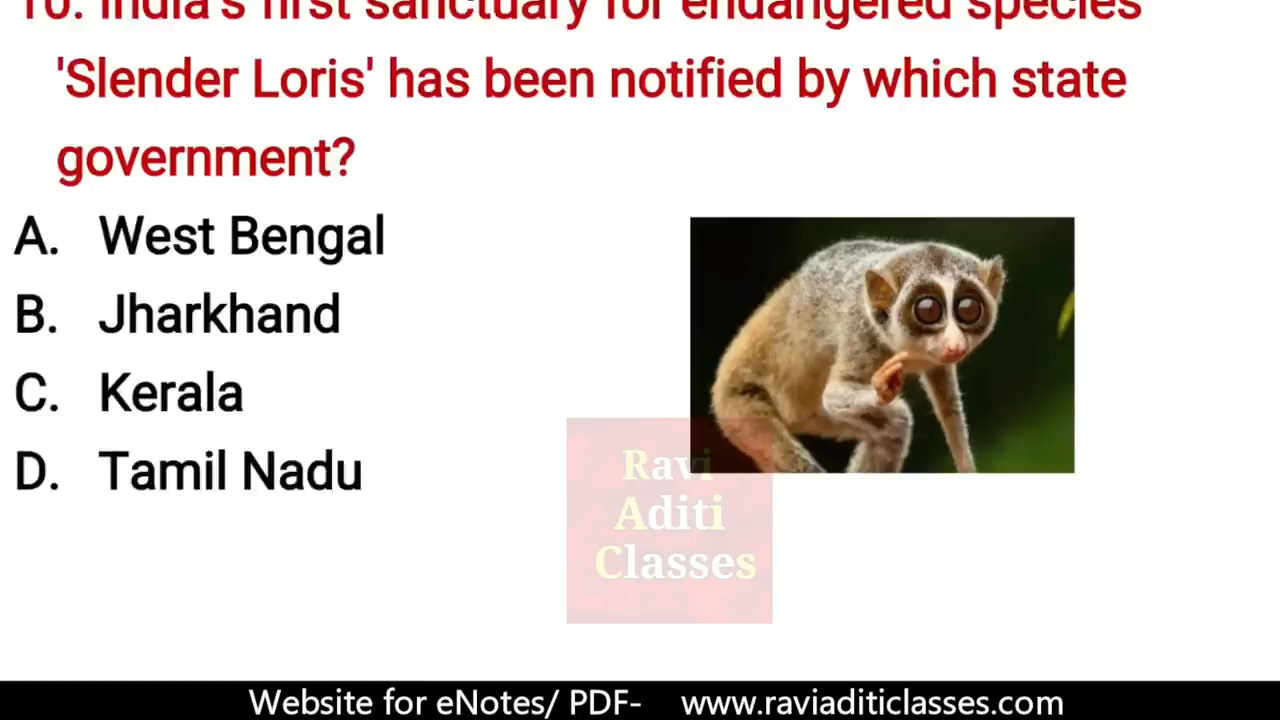 10. India's first sanctuary for endangered species
'Slender Loris' has been notified by which state
government?
A. West Bengal
B. Jharkhand
C. Kerala
D. Tamil Nadu
Ravi
Aditi
Classes
Website for eNotes/ PDF- www.raviaditiclasses.com